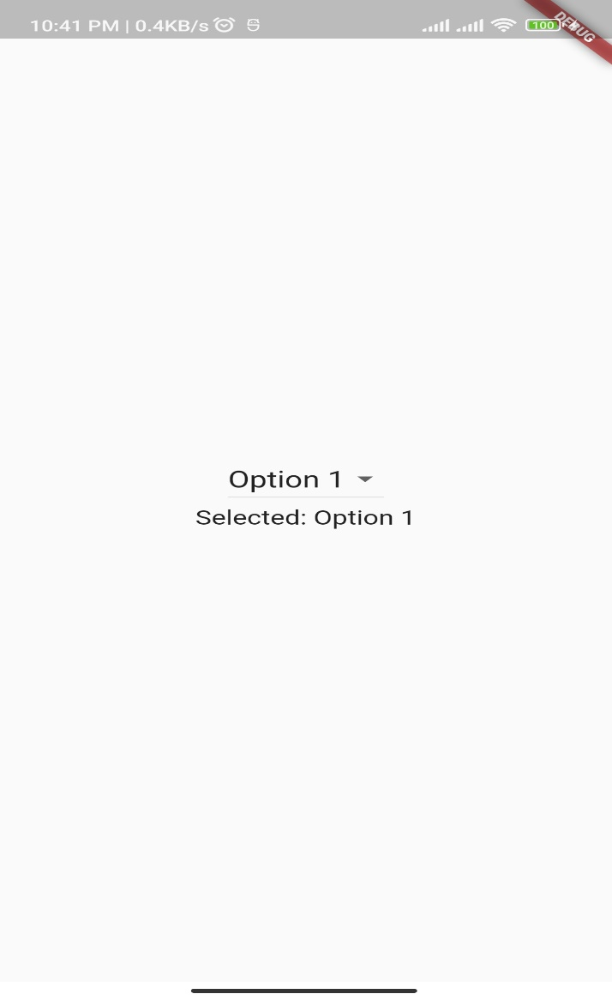 10:41 PM | 0.4KB/s
100
DEBUG
Option 1
Selected: Option 1